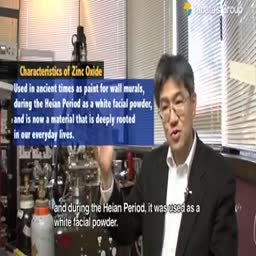 Characteristics of Zinc Oxide
Used in ancient times as paint for wall murals,
during the Heian Period as a white facial powder,
and is now a material that is deeply rooted
in our everyday lives.
and during the Heian Period, it was used as a
white facial powder.